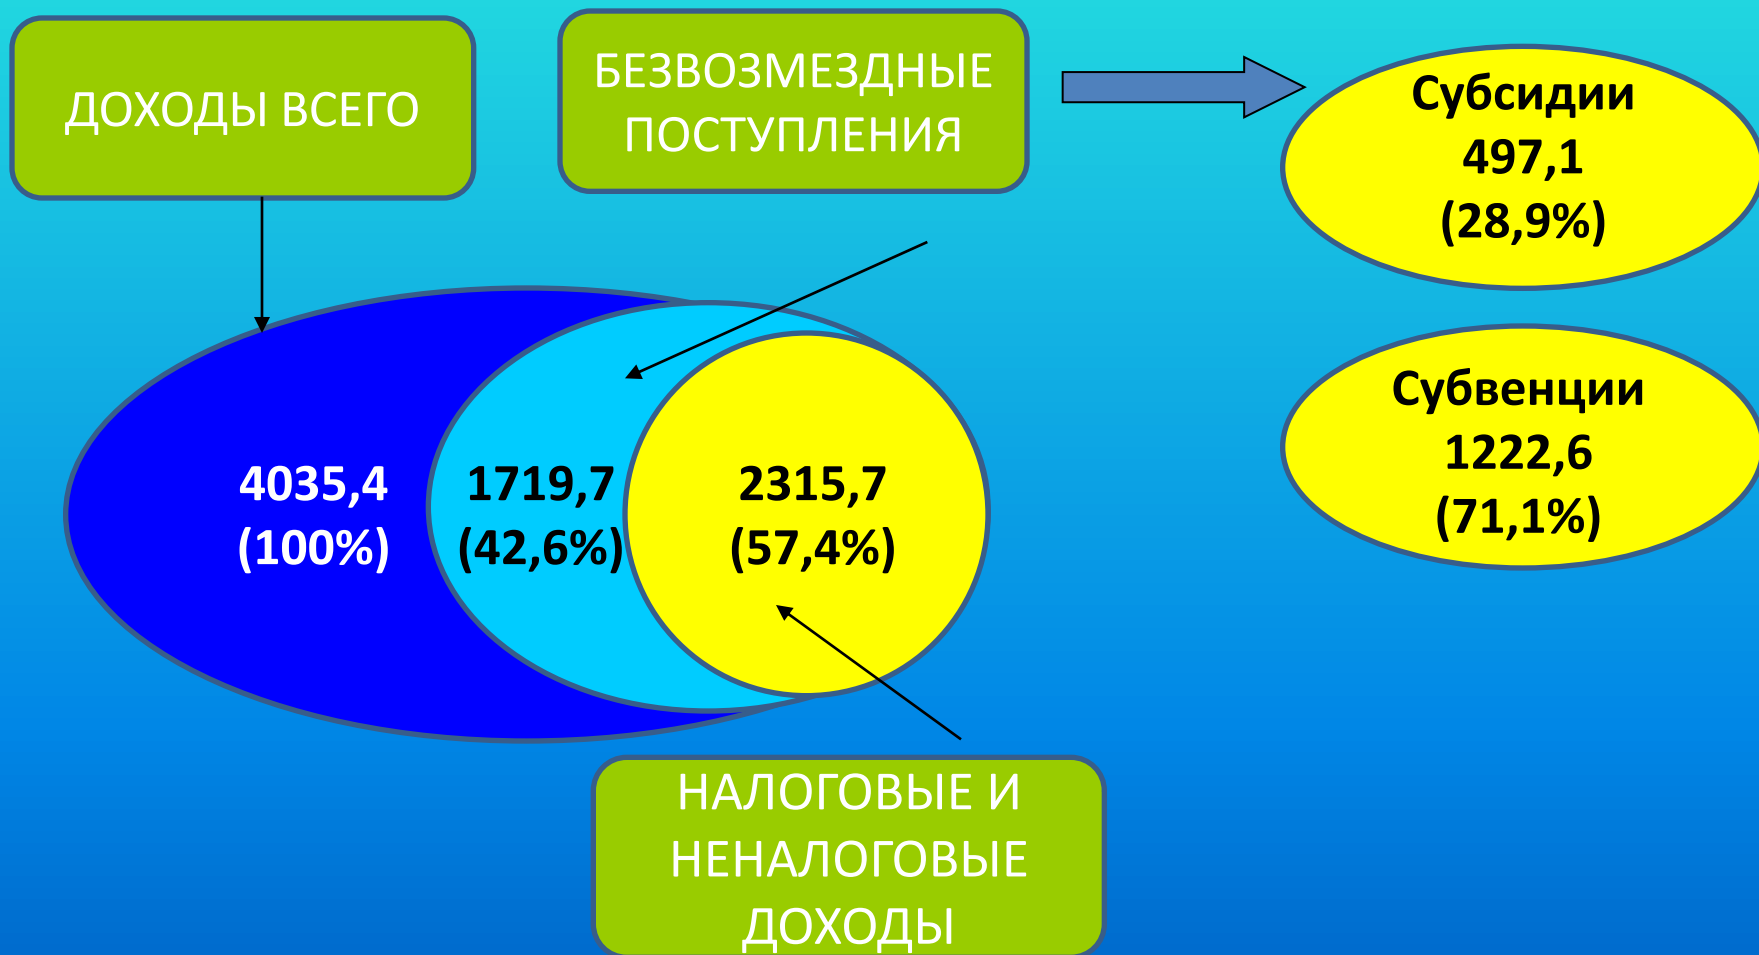 ДОХОДЫ ВСЕГО
БЕЗВОЗМЕЗДНЫЕ
ПОСТУПЛЕНИЯ
Субсидии
497,1
(28,9%)
Субвенции
1222,6
(71,1%)
4035,4
(100%)
1719,7
(42,6%)
2315,7
(57,4%)
НАЛОГОВЫЕ И
НЕНАЛОГОВЫЕ
ДОХОДЫ